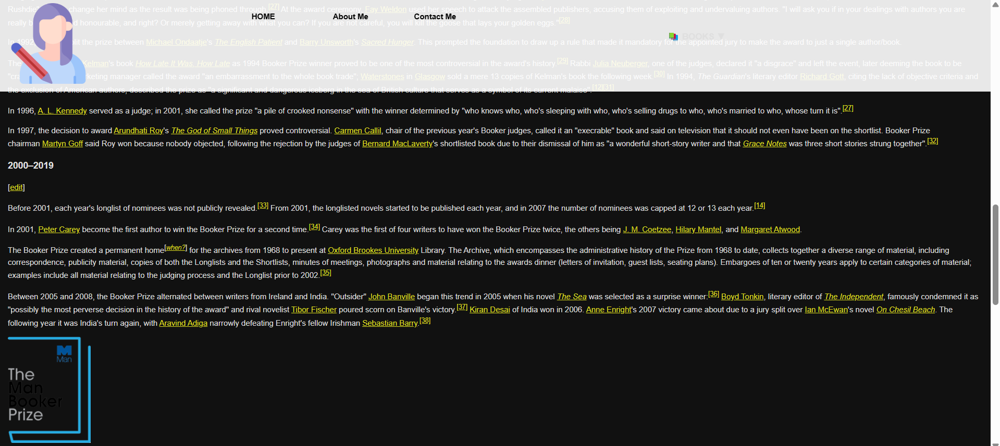 Rushdie" change her mind as the result was being phoned through.[27] At the award ceremony, Fay Weldon used her speech to attack the assembled publishers, accusing them of exploiting and undervaluing authors. "I will ask you if in your dealings with authors you are
HOME About Me Contact Me
really honourable, and right? Or merely getting away with what you can? If you are not careful, you will kill the goose that lays your golden eggs."[28]
BOOKS ▼
In 1992, split the prize between Michael Ondaatje's The English Patient and Barry Unsworth's Sacred Hunger. This prompted the foundation to draw up a rule that made it mandatory for the appointed jury to make the award to just a single author/book.
The Kelman's book How Late It Was, How Late as 1994 Booker Prize winner proved to be one of the most controversial in the award's history.[29] Rabbi Julia Neuberger, one of the judges, declared it "a disgrace" and left the event, later deeming the book to be
marketing manager called the award "an embarrassment to the whole book trade"; Waterstones in Glasgow sold a mere 13 copies of Kelman's book the following week.[30] In 1994, The Guardian's literary editor Richard Gott, citing the lack of objective criteria and
the exclusion of American authors, described the prize as "a significant and dangerous iceberg in the sea of British culture that serves as a symbol of its current malaise".[12][31]
In 1996, A. L. Kennedy served as a judge; in 2001, she called the prize "a pile of crooked nonsense" with the winner determined by "who knows who, who's sleeping with who, who's selling drugs to who, who's married to who, whose turn it is".[27]
In 1997, the decision to award Arundhati Roy's The God of Small Things proved controversial. Carmen Callil, chair of the previous year's Booker judges, called it an "execrable" book and said on television that it should not even have been on the shortlist. Booker Prize
chairman Martyn Goff said Roy won because nobody objected, following the rejection by the judges of Bernard MacLaverty's shortlisted book due to their dismissal of him as "a wonderful short-story writer and that Grace Notes was three short stories strung together".[32]
2000–2019
[edit]
Before 2001, each year's longlist of nominees was not publicly revealed.[33] From 2001, the longlisted novels started to be published each year, and in 2007 the number of nominees was capped at 12 or 13 each year.[14]
In 2001, Peter Carey become the first author to win the Booker Prize for a second time.[34] Carey was the first of four writers to have won the Booker Prize twice, the others being J. M. Coetzee, Hilary Mantel, and Margaret Atwood.
The Booker Prize created a permanent home[when?] for the archives from 1968 to present at Oxford Brookes University Library. The Archive, which encompasses the administrative history of the Prize from 1968 to date, collects together a diverse range of material, including
correspondence, publicity material, copies of both the Longlists and the Shortlists, minutes of meetings, photographs and material relating to the awards dinner (letters of invitation, guest lists, seating plans). Embargoes of ten or twenty years apply to certain categories of material;
examples include all material relating to the judging process and the Longlist prior to 2002.[35]
Between 2005 and 2008, the Booker Prize alternated between writers from Ireland and India. "Outsider" John Banville began this trend in 2005 when his novel The Sea was selected as a surprise winner:[36] Boyd Tonkin, literary editor of The Independent, famously condemned it as
"possibly the most perverse decision in the history of the award" and rival novelist Tibor Fischer poured scorn on Banville's victory.[37] Kiran Desai of India won in 2006. Anne Enright's 2007 victory came about due to a jury split over Ian McEwan's novel On Chesil Beach. The
following year it was India's turn again, with Aravind Adiga narrowly defeating Enright's fellow Irishman Sebastian Barry.[38]
Man
The
Man
Booker
Prize